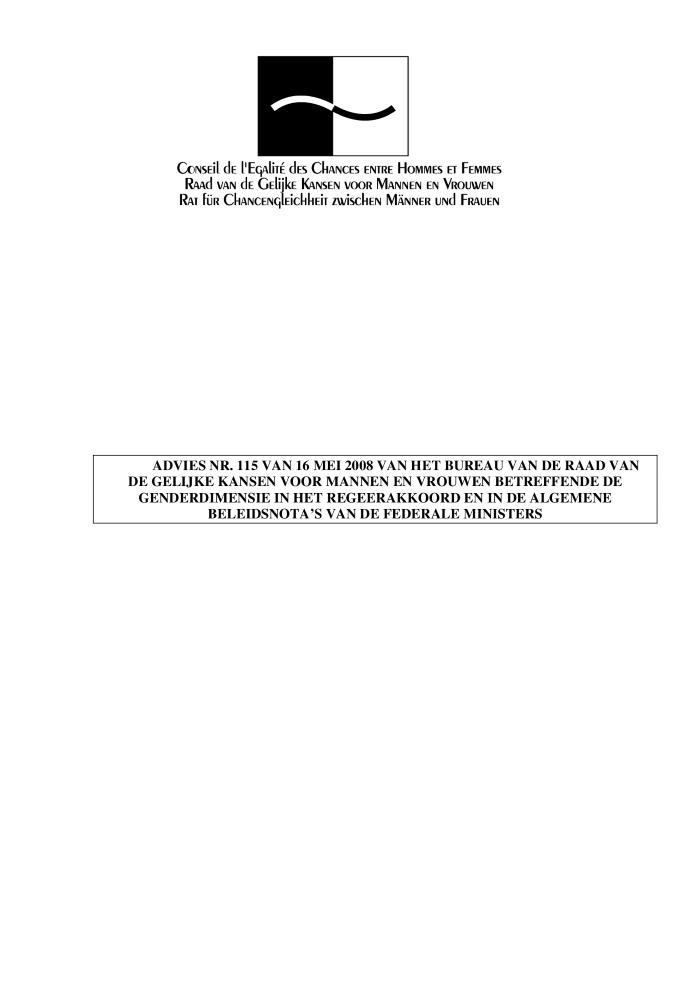 Conseil de l'Egalité des Chances entre Hommes et Femmes
Raad van de Gelijke Kansen voor Mannen en Vrouwen
Rat für Chancengleichheit zwischen Männer und Frauen
ADVIES NR. 115 VAN 16 MEI 2008 VAN HET BUREAU VAN DE RAAD VAN
DE GELIJKE KANSEN VOOR MANNEN EN VROUWEN BETREFFENDE DE
GENDERDIMENSIE IN HET REGEERAKKOORD EN IN DE ALGEMENE
BELEIDSNOTA'S VAN DE FEDERALE MINISTERS